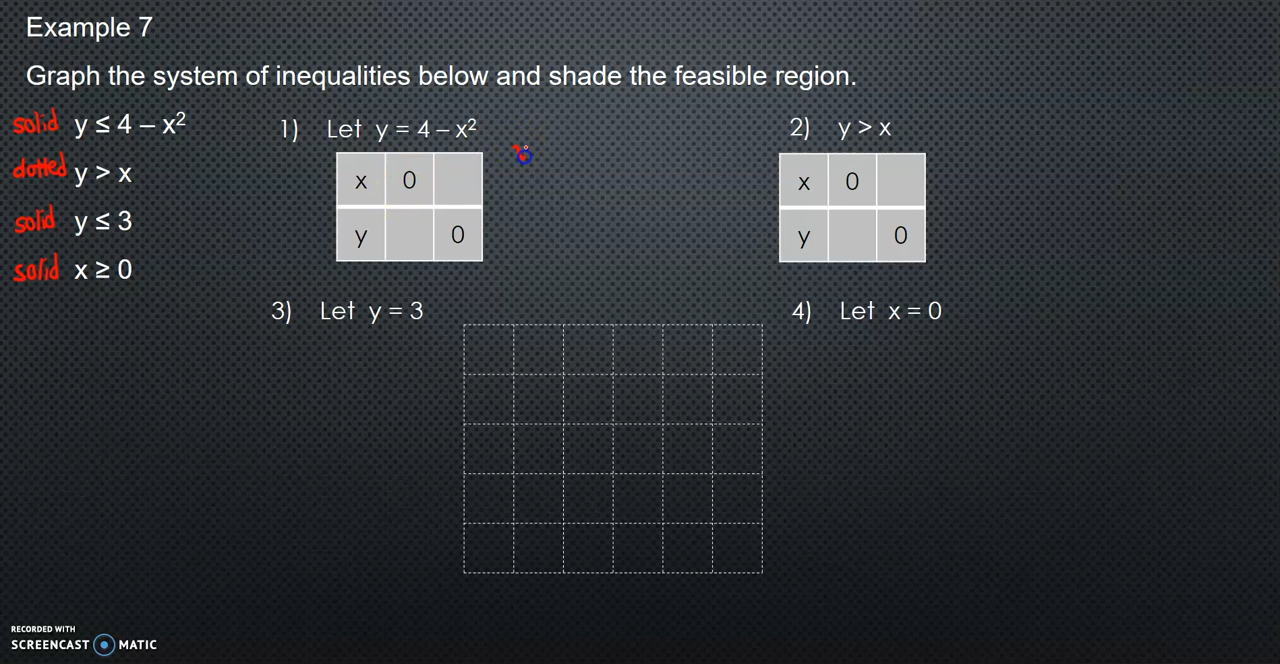 Example 7
Graph the system of inequalities below and shade the feasible region.
solid y ≤ 4 – x²
dotted y > x
solid y ≤ 3
solid x ≥ 0
1) Let y = 4 – x²
x 0
y 0
2) y > x
x 0
y 0
3) Let y = 3
4) Let x = 0
RECORDED WITH
SCREENCAST MATIC